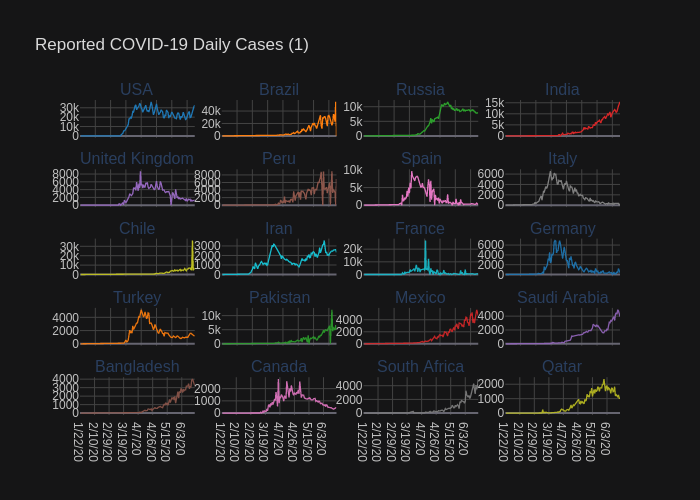 Reported COVID-19 Daily Cases (1)
USA Brazil Russia India
30k 20k 10k 0 40k 20k 0 10k 5k 0 15k 10k 5k 0
United Kingdom Peru Spain Italy
8000 6000 4000 2000 0 8000 6000 4000 2000 0 10k 5k 0 6000 4000 2000 0
Chile Iran France Germany
30k 20k 10k 0 3000 2000 1000 0 20k 10k 0 6000 4000 2000 0
Turkey Pakistan Mexico Saudi Arabia
4000 2000 0 10k 5k 0 4000 2000 0 4000 2000 0
Bangladesh Canada South Africa Qatar
4000 3000 2000 1000 0 2000 1000 0 4000 2000 0 2000 1000 0
1/22/20 2/10/20 2/29/20 3/19/20 4/7/20 4/26/20 5/15/20 6/3/20 1/22/20 2/10/20 2/29/20 3/19/20 4/7/20 4/26/20 5/15/20 6/3/20 1/22/20 2/10/20 2/29/20 3/19/20 4/7/20 4/26/20 5/15/20 6/3/20 1/22/20 2/10/20 2/29/20 3/19/20 4/7/20 4/26/20 5/15/20 6/3/20